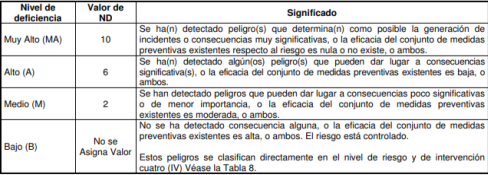 Nivel de deficiencia
Valor de ND
Significado
Muy Alto (MA)
10
Se ha(n) detectado peligro(s) que determina(n) como posible la generación de
incidentes o consecuencias muy significativas, o la eficacia del conjunto de medidas
preventivas existentes respecto al riesgo es nula o no existe, o ambos.
Alto (A)
6
Se ha(n) detectado algún(os) peligro(s) que pueden dar lugar a consecuencias
significativa(s), o la eficacia del conjunto de medidas preventivas existentes es baja, o
ambos.
Medio (M)
2
Se han detectado peligros que pueden dar lugar a consecuencias poco significativas
o de menor importancia, o la eficacia del conjunto de medidas preventivas
existentes es moderada, o ambos.
Bajo (B)
No se
Asigna Valor
No se ha detectado consecuencia alguna, o la eficacia del conjunto de medidas
preventivas existentes es alta, o ambos. El riesgo está controlado.
Estos peligros se clasifican directamente en el nivel de riesgo y de intervención
cuatro (IV) Véase la Tabla 8.